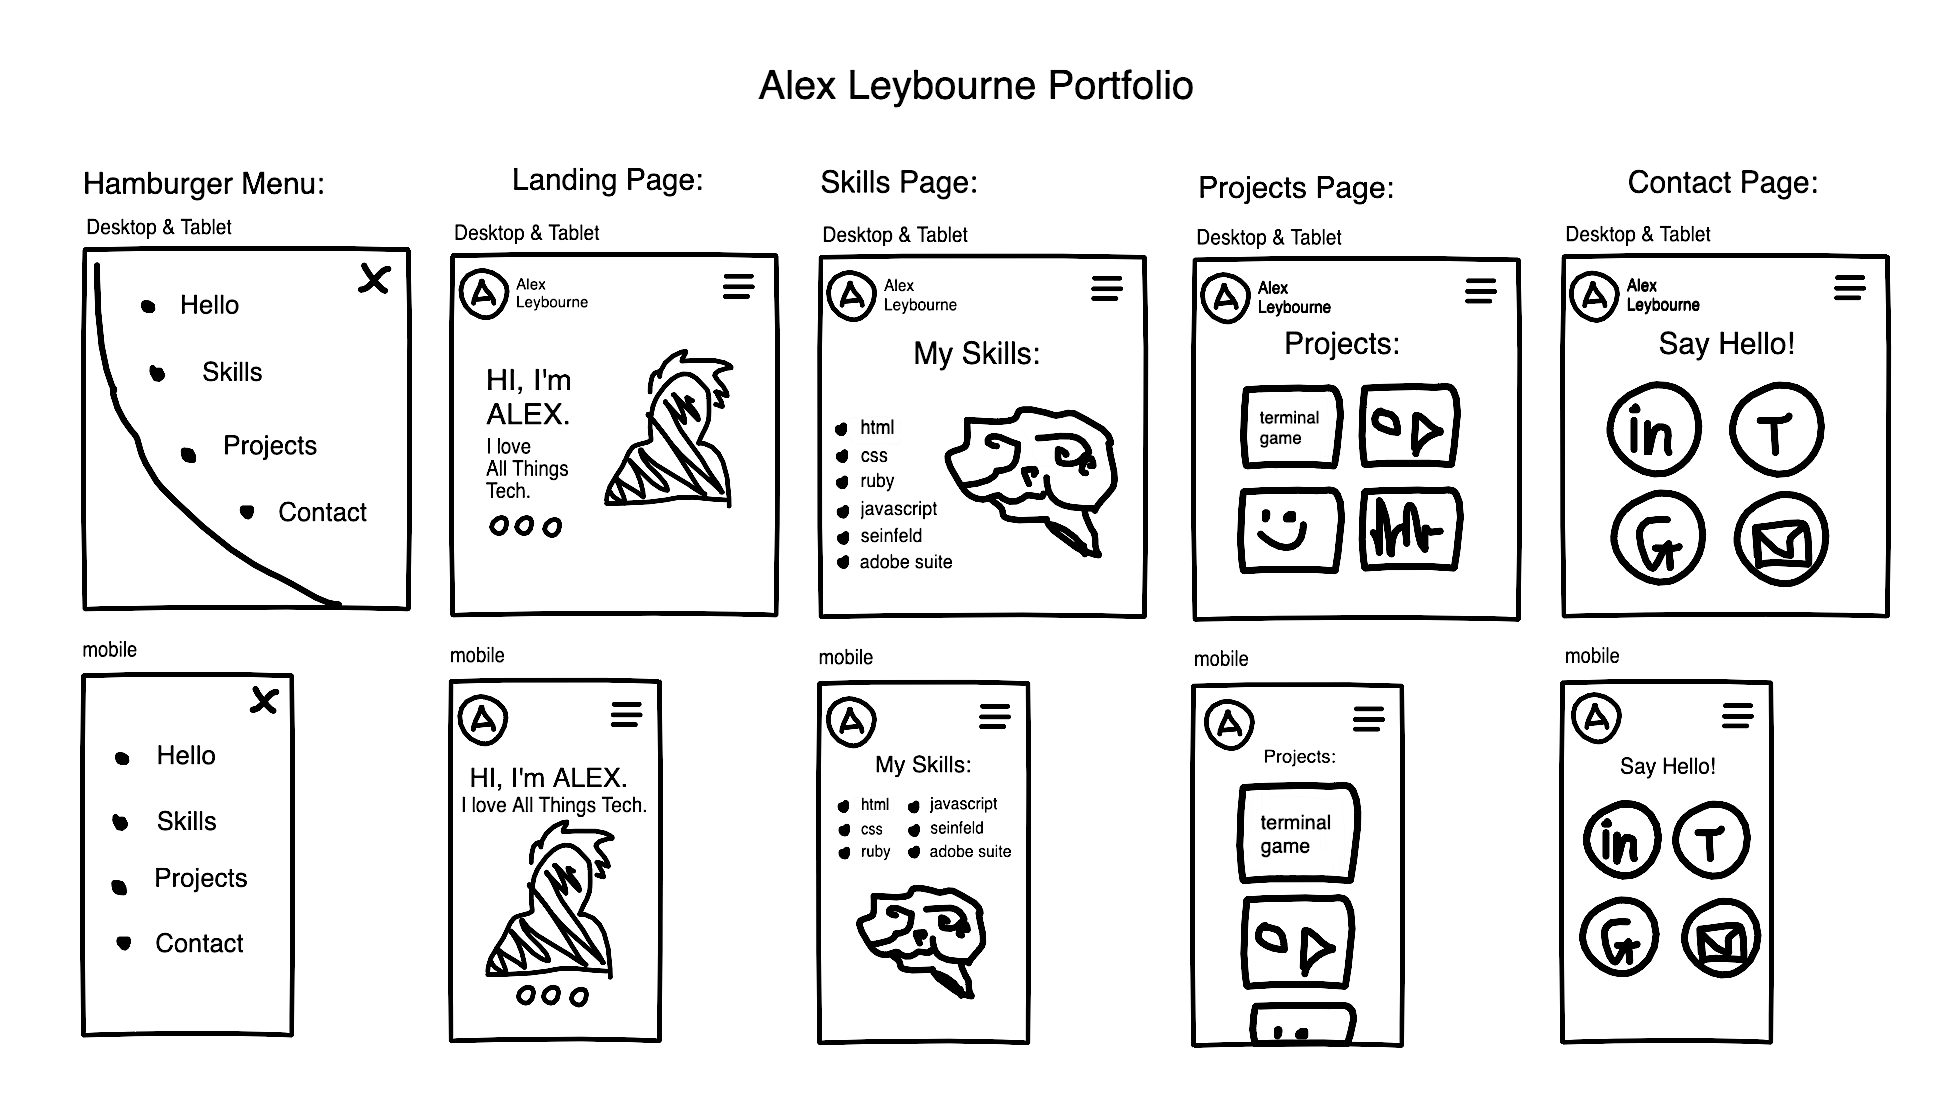 Alex Leybourne Portfolio
Hamburger Menu:
Desktop & Tablet
X
Hello
Skills
Projects
Contact
mobile
X
Hello
Skills
Projects
Contact
Landing Page:
Desktop & Tablet
A
Alex
Leybourne
HI, I'm
ALEX.
I love
All Things
Tech.
mobile
A
HI, I'm ALEX.
I love All Things Tech.
Skills Page:
Desktop & Tablet
A
Alex
Leybourne
My Skills:
html
css
ruby
javascript
seinfeld
adobe suite
mobile
A
My Skills:
html javascript
css seinfeld
ruby adobe suite
Projects Page:
Desktop & Tablet
A
Alex
Leybourne
Projects:
terminal
game
mobile
A
Projects:
terminal
game
Contact Page:
Desktop & Tablet
A
Alex
Leybourne
Say Hello!
in T
G
mobile
A
Say Hello!
in T
G